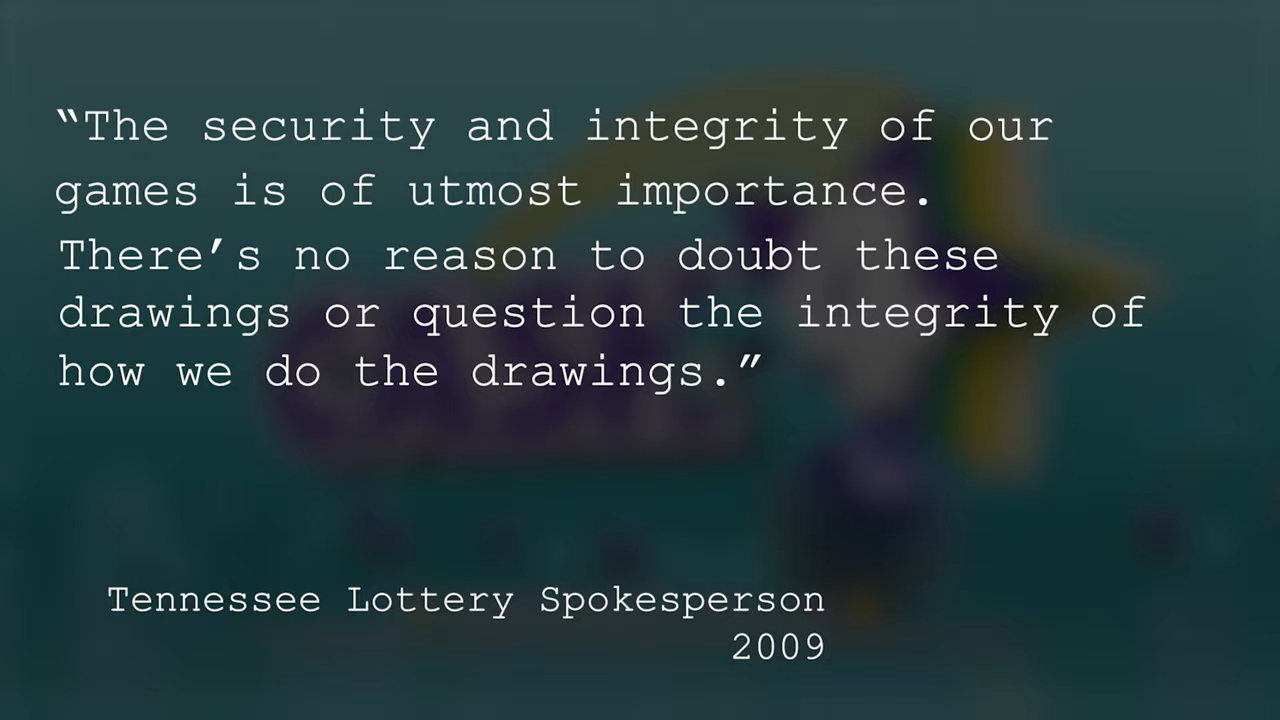 “The security and integrity of our
games is of utmost importance.
There’s no reason to doubt these
drawings or question the integrity of
how we do the drawings.”
Tennessee Lottery Spokesperson
2009